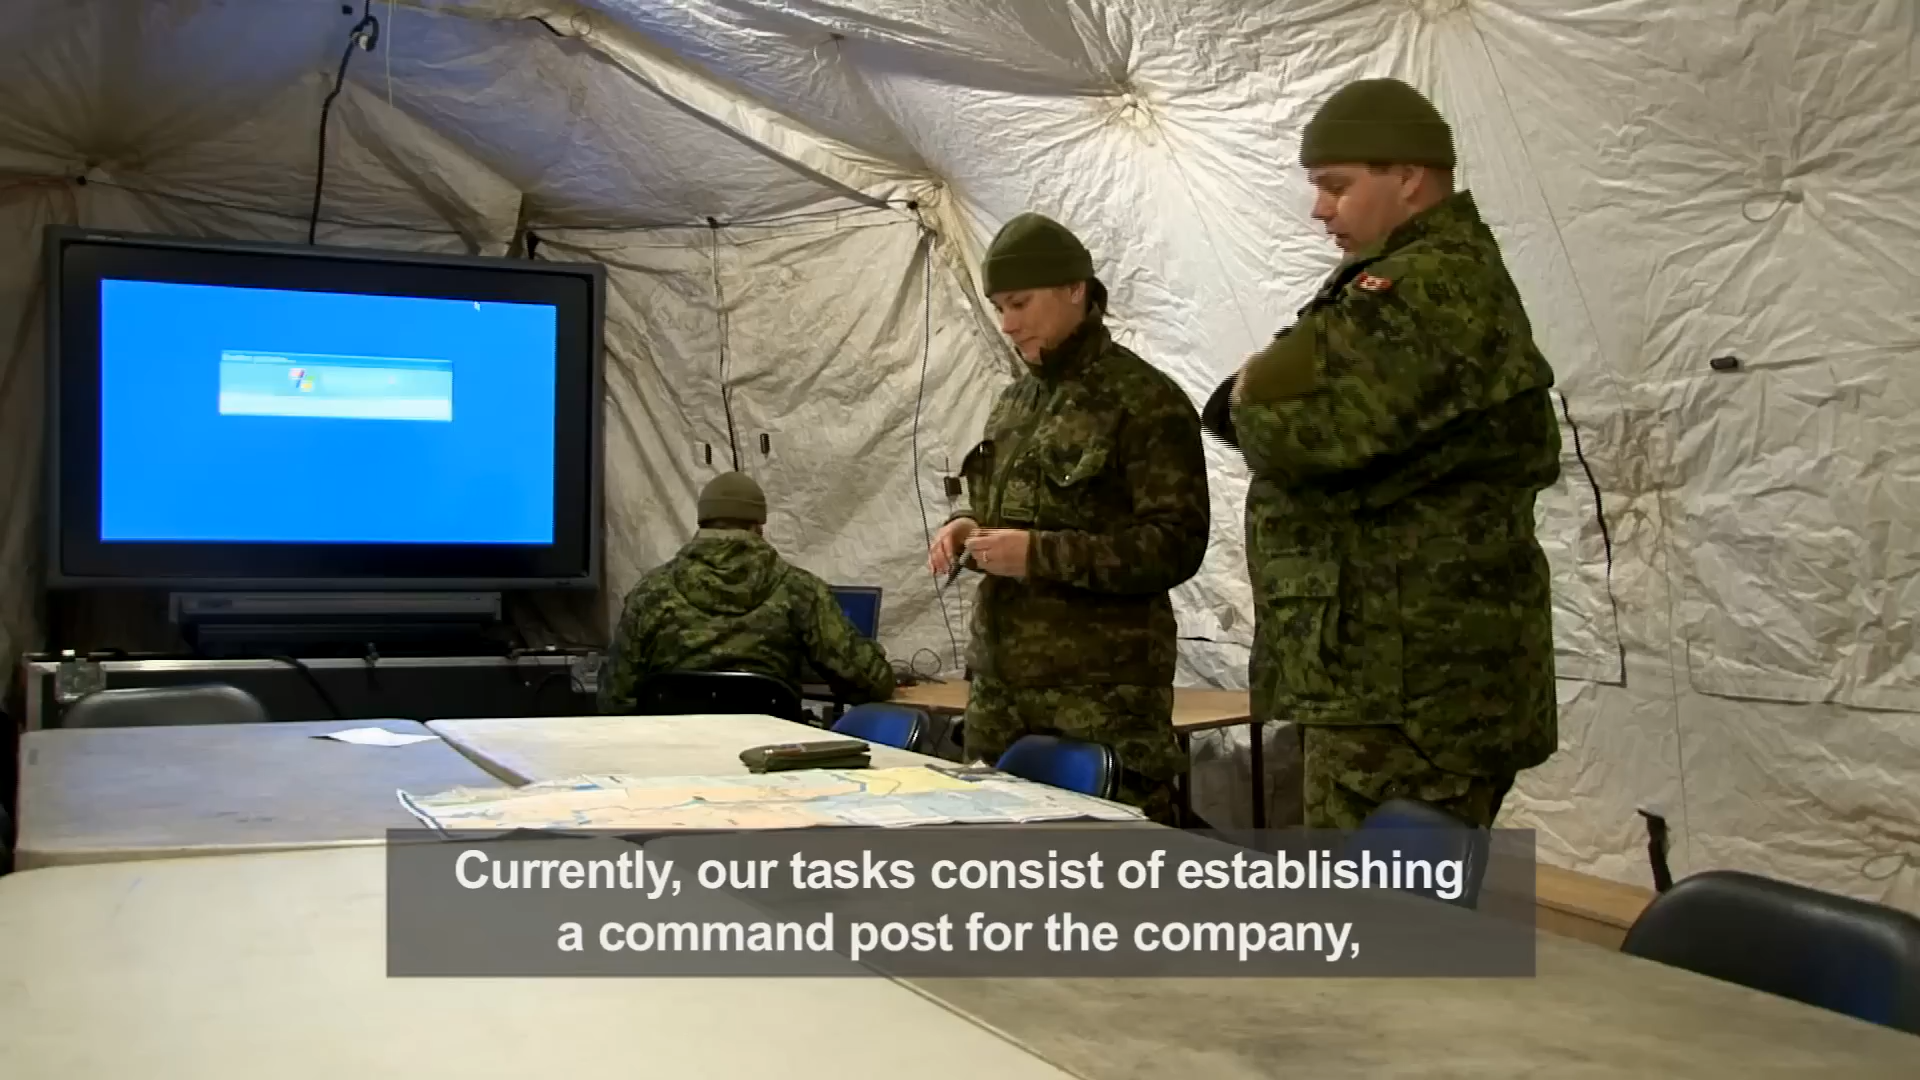 Currently, our tasks consist of establishing
a command post for the company,